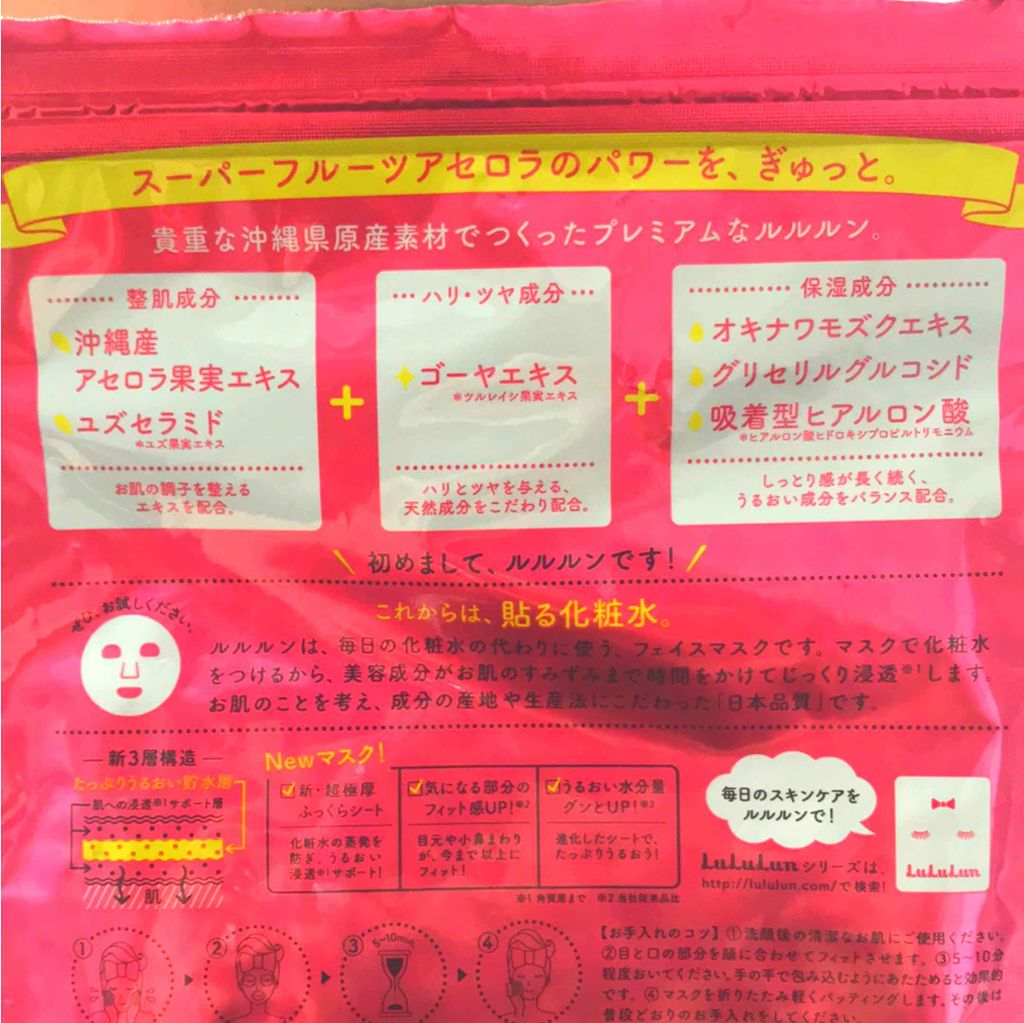 スーパーフルーツアセロラのパワーを、ぎゅっと。
貴重な沖縄県原産素材でつくったプレミアムなルルルン。
整肌成分
沖縄産
アセロラ果実エキス
ユズセラミド
*ユズ果実エキス
お肌の調子を整える
エキスを配合。
+
ハリ・ツヤ成分
ゴーヤエキス
*ツルレイシ果実エキス
ハリとツヤを与える、
天然成分をこだわり配合。
+
保湿成分
オキナワモズクエキス
グリセリルグルコシド
吸着型ヒアルロン酸
*ヒアルロン酸ヒドロキシプロピルトリモニウム
しっとり感が長く続く、
うるおい成分をバランス配合。
初めまして、ルルルンです!
ぜひ、お試しください。
これからは、貼る化粧水。
ルルルンは、毎日の化粧水の代わりに使う、フェイスマスクです。マスクで化粧水
をつけるから、美容成分がお肌のすみずみまで時間をかけてじっくり浸透※1します。
お肌のことを考え、成分の産地や生産法にこだわった「日本品質」です。
新3層構造
たっぷりうるおい貯水層
肌への浸透※1サポート層
肌
Newマスク!
新・超極厚
ふっくらシート
化粧水の蒸発を
防ぎ、うるおい
浸透※1サポート!
気になる部分の
フィット感UP!※2
目元や小鼻まわり
が、今まで以上に
フィット!
うるおい水分量
グンとUP!※2
進化したシートで、
たっぷりうるおう!
※1 角質層まで ※2 当社従来品比
毎日のスキンケアを
ルルルンで!
LuLuLunシリーズは、
http://lululun.com/で検索!
LuLuLun
①
②
③
5~10min.
④
【お手入れのコツ】①洗顔後の清潔なお肌にご使用ください。
②目と口の部分を顔に合わせてフィットさせます。③5~10分
程度おいてください。手の平で包み込むようにあたためると効果的
です。④マスクを折りたたみ軽くパッティングします。その後は
普段どおりのお手入れをしてください。